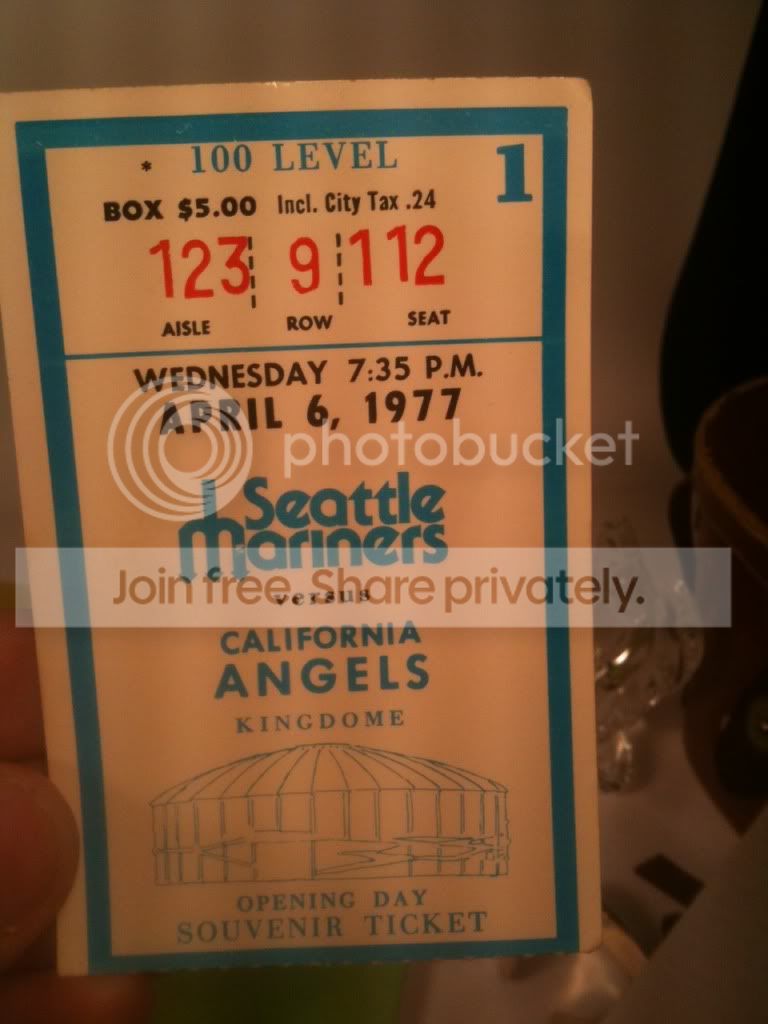 * 100 LEVEL 1
BOX $5.00 Incl. City Tax .24
123 9 112
AISLE ROW SEAT
WEDNESDAY 7:35 P.M.
APRIL 6, 1977
photobucket
Seattle
Mariners
Join free. Share privately.
versus
CALIFORNIA
ANGELS
KINGDOME
OPENING DAY
SOUVENIR TICKET